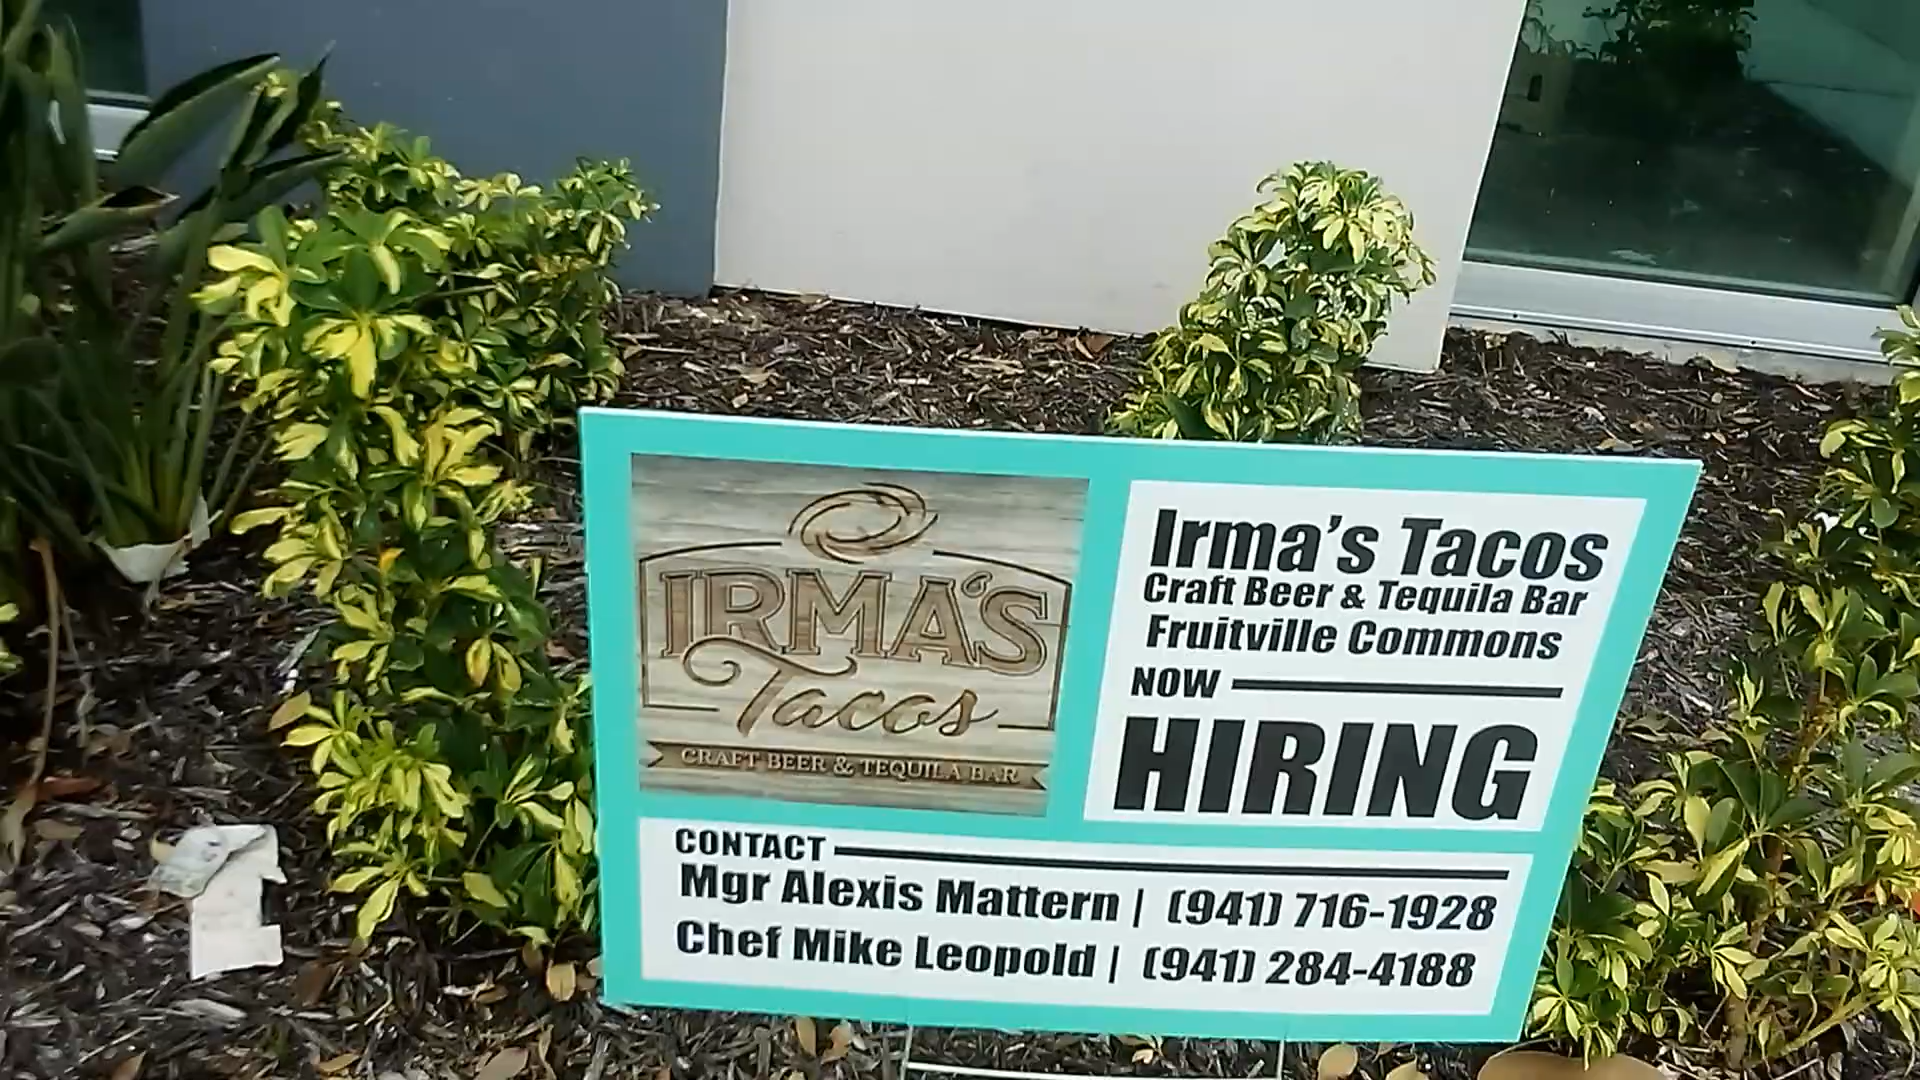 IRMA'S
Tacos
CRAFT BEER & TEQUILA BAR
Irma's Tacos
Craft Beer & Tequila Bar
Fruitville Commons
NOW
HIRING
CONTACT
Mgr Alexis Mattern | (941) 716-1928
Chef Mike Leopold | (941) 284-4188